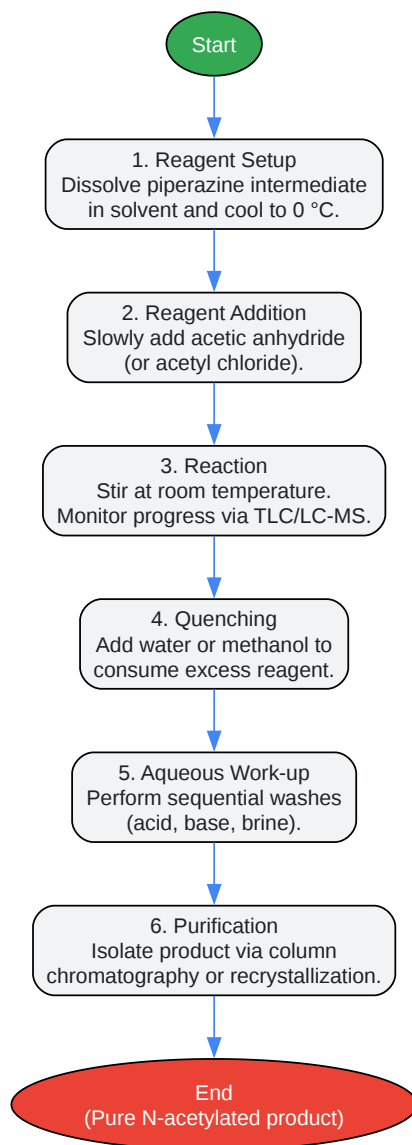 Start
1. Reagent Setup
Dissolve piperazine intermediate
in solvent and cool to 0 °C.
2. Reagent Addition
Slowly add acetic anhydride
(or acetyl chloride).
3. Reaction
Stir at room temperature.
Monitor progress via TLC/LC-MS.
4. Quenching
Add water or methanol to
consume excess reagent.
5. Aqueous Work-up
Perform sequential washes
(acid, base, brine).
6. Purification
Isolate product via column
chromatography or recrystallization.
End
(Pure N-acetylated product)